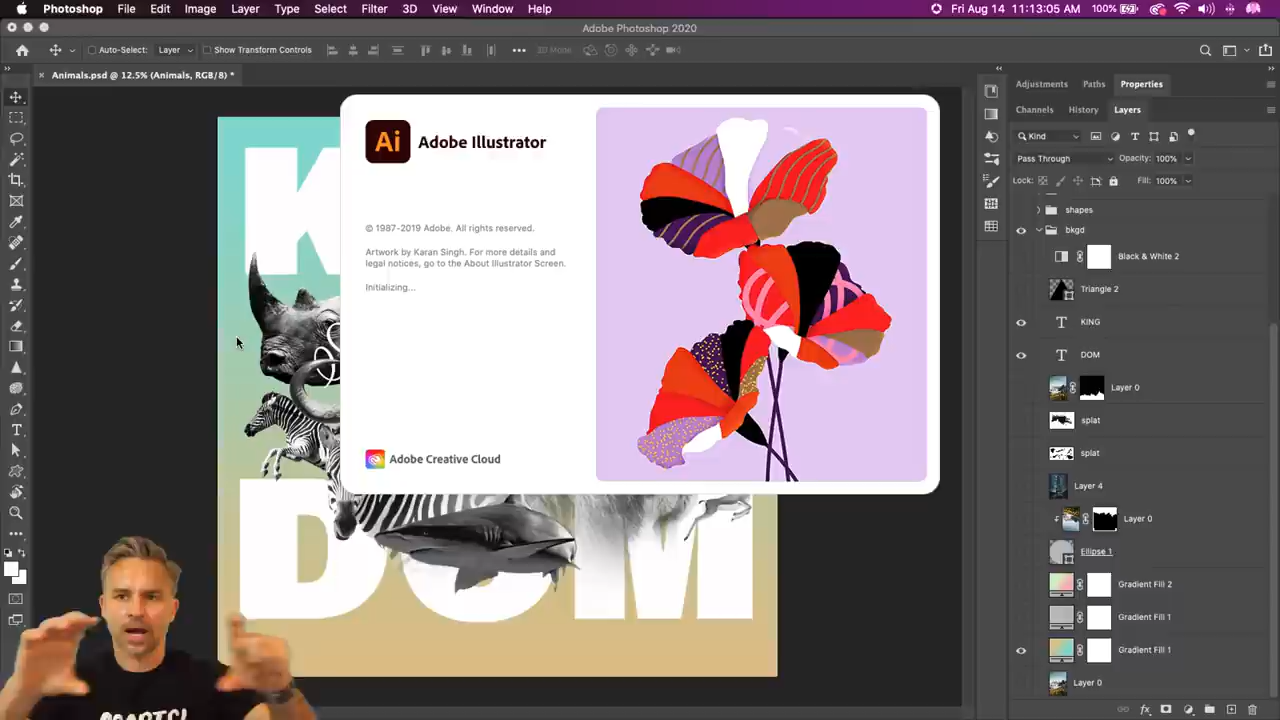 Photoshop File Edit Image Layer Type Select Filter 3D View Window Help 100% Fri Aug 14 11:13:05 AM
Adobe Photoshop 2020
Auto-Select: Layer Show Transform Controls 3D Mode
Animals.psd @ 12.5% (Animals, RGB/8) *
Adjustments Paths Properties
Channels History Layers
Kind
Pass Through Opacity: 100%
Lock: Fill: 100%
shapes
bkgd
Black & White 2
Triangle 2
T KING
T DOM
Layer 0
splat
splat
Layer 4
Layer 0
Ellipse 1
Gradient Fill 2
Gradient Fill 1
Gradient Fill 1
Layer 0
fx
Ai Adobe Illustrator
© 1987-2019 Adobe. All rights reserved.
Artwork by Karan Singh. For more details and
legal notices, go to the About Illustrator Screen.
Initializing...
Adobe Creative Cloud
K
DOM